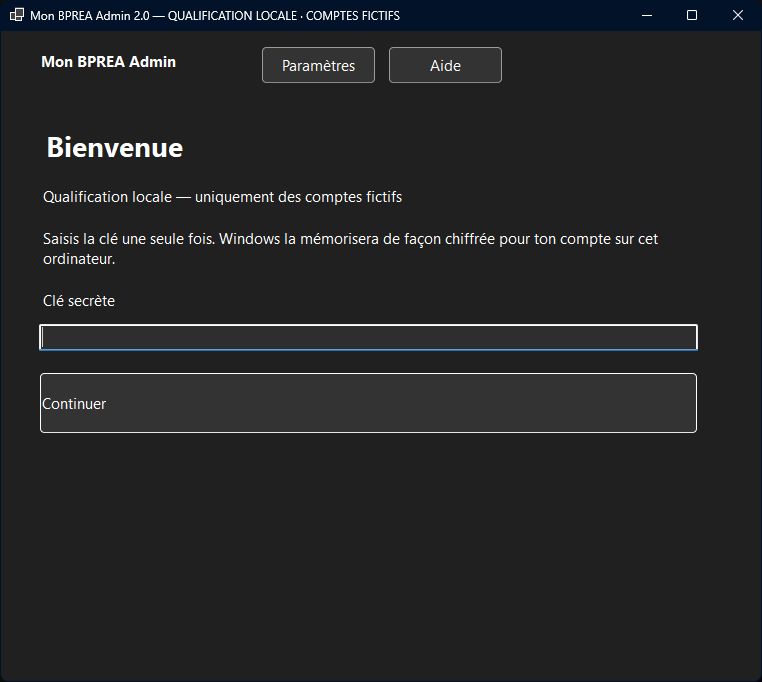 Mon BPREA Admin 2.0 — QUALIFICATION LOCALE · COMPTES FICTIFS
Mon BPREA Admin
Paramètres
Aide
Bienvenue
Qualification locale — uniquement des comptes fictifs
Saisis la clé une seule fois. Windows la mémorisera de façon chiffrée pour ton compte sur cet
ordinateur.
Clé secrète
Continuer